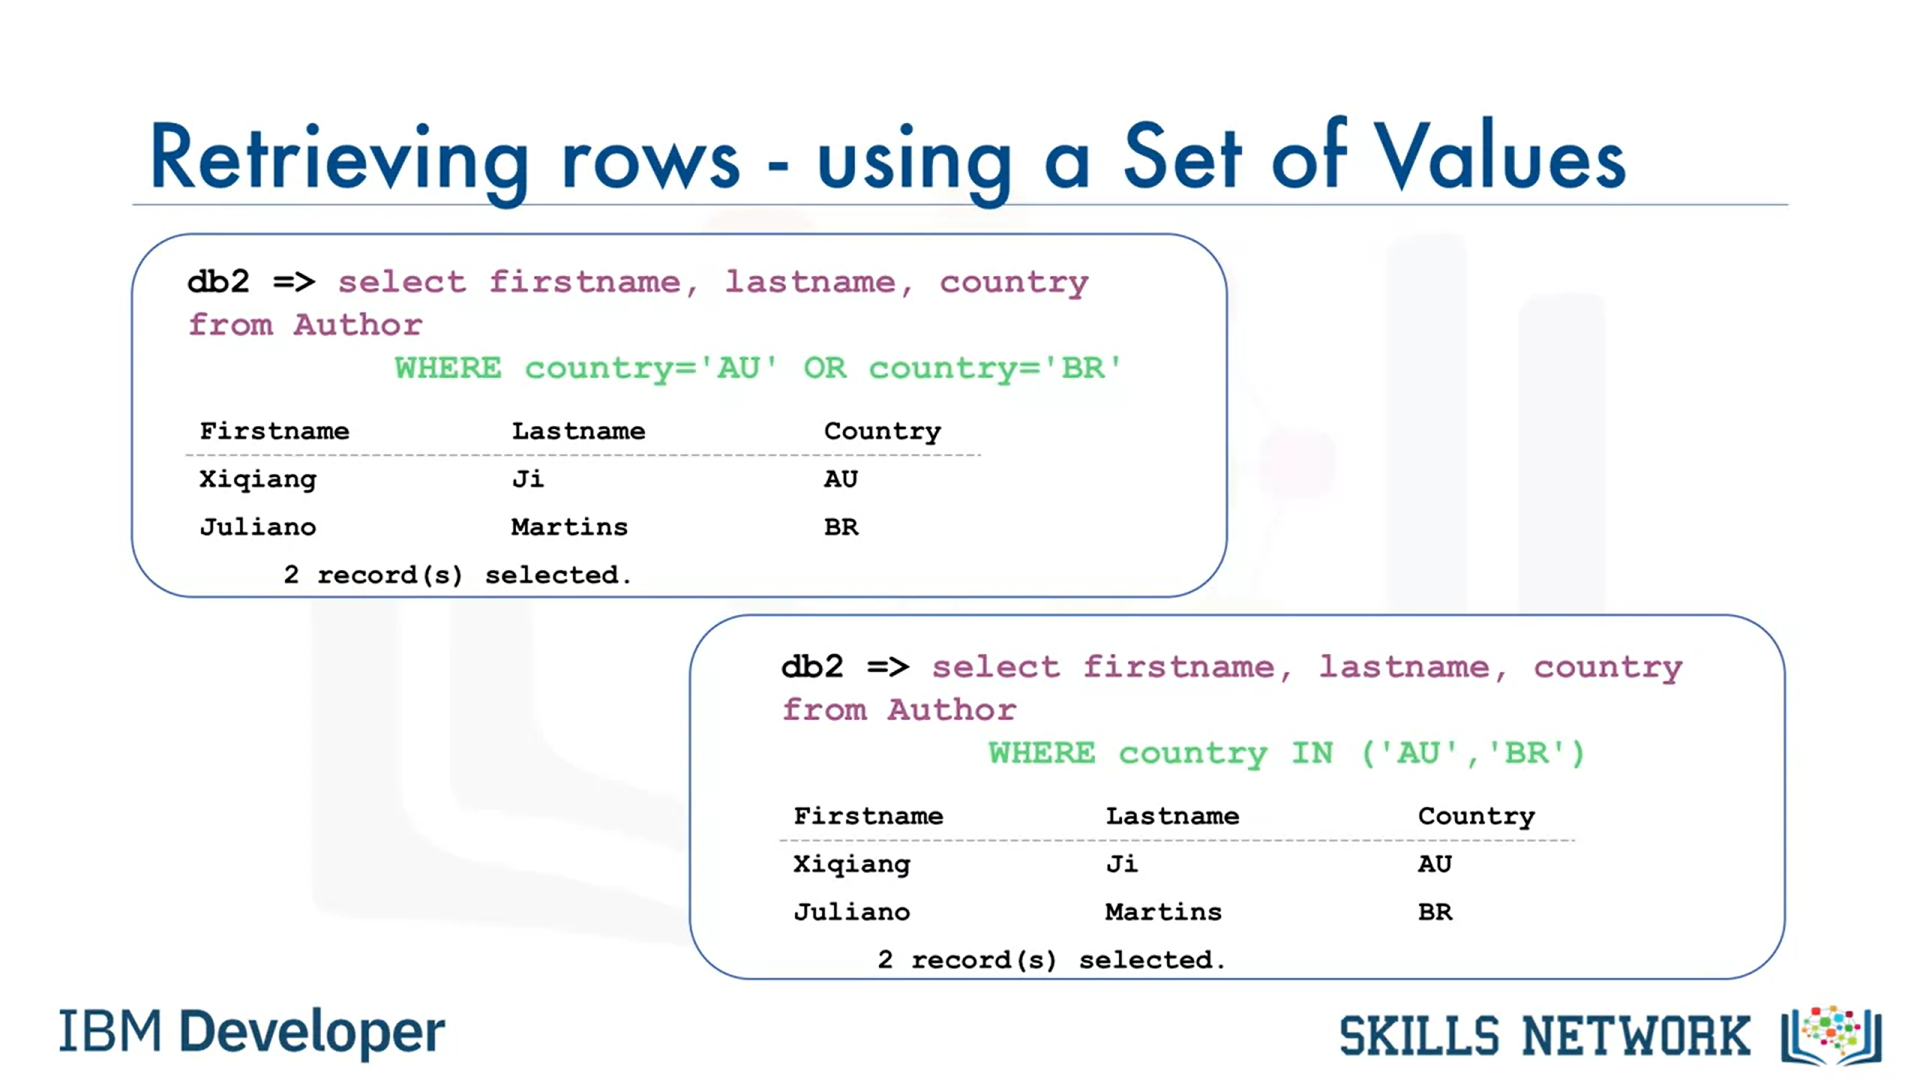 Retrieving rows - using a Set of Values
db2 => select firstname, lastname, country
from Author
WHERE country='AU' OR country='BR'
Firstname Lastname Country
Xiqiang Ji AU
Juliano Martins BR
2 record(s) selected.
db2 => select firstname, lastname, country
from Author
WHERE country IN ('AU','BR')
Firstname Lastname Country
Xiqiang Ji AU
Juliano Martins BR
2 record(s) selected.
IBM Developer
SKILLS NETWORK